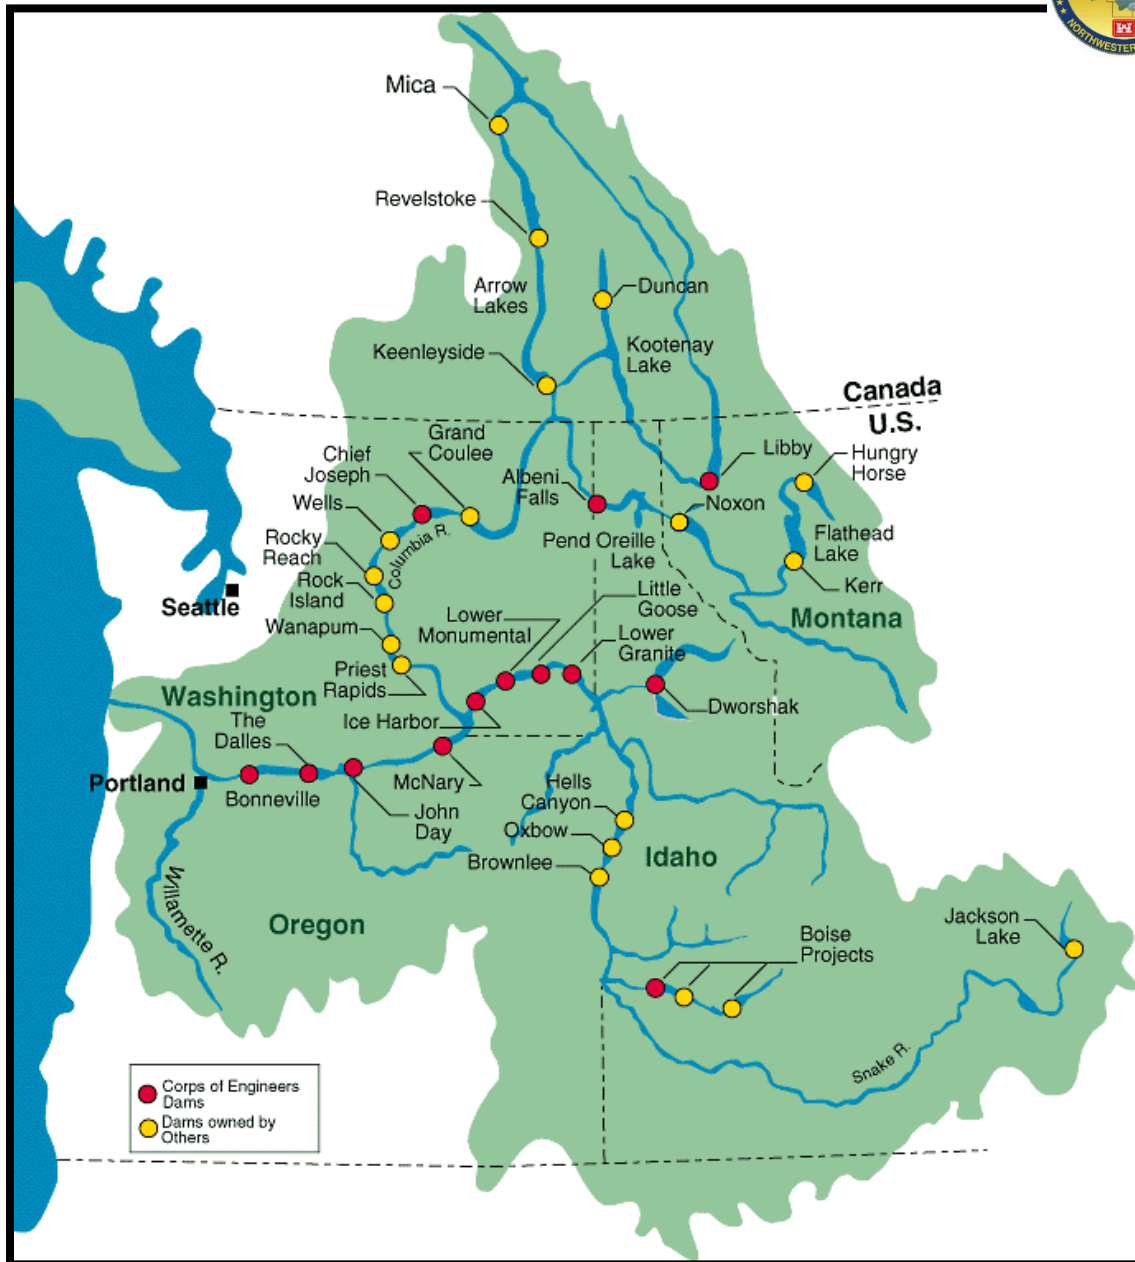 NORTHWESTER
Mica
Revelstoke
Arrow
Lakes
Duncan
Kootenay
Lake
Keenleyside
Canada
U.S.
Grand
Coulee
Chief
Joseph
Albeni
Falls
Libby
Hungry
Horse
Wells
Noxon
Rocky
Reach
Columbia R.
Pend Oreille
Lake
Flathead
Lake
Kerr
Rock
Island
Seattle
Little
Goose
Lower
Monumental
Montana
Wanapum
Lower
Granite
Priest
Rapids
Washington
Ice Harbor
Dworshak
The
Dalles
Portland
Bonneville
McNary
John
Day
Hells
Canyon
Oxbow
Brownlee
Idaho
Willamette R.
Oregon
Boise
Projects
Jackson
Lake
Snake R.
Corps of Engineers
Dams
Dams owned by
Others